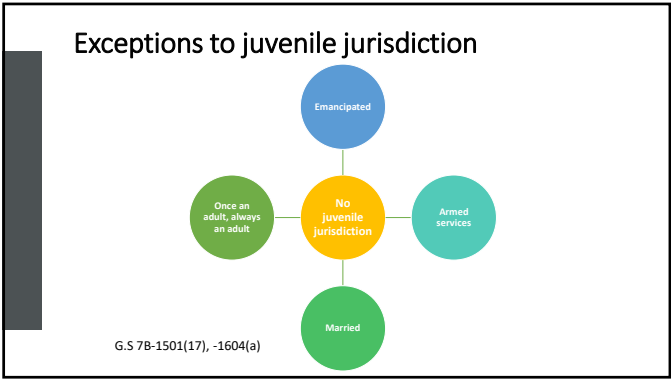 Exceptions to juvenile jurisdiction
Emancipated
Once an
adult, always
an adult
No
juvenile
jurisdiction
Armed
services
Married
G.S 7B-1501(17), -1604(a)